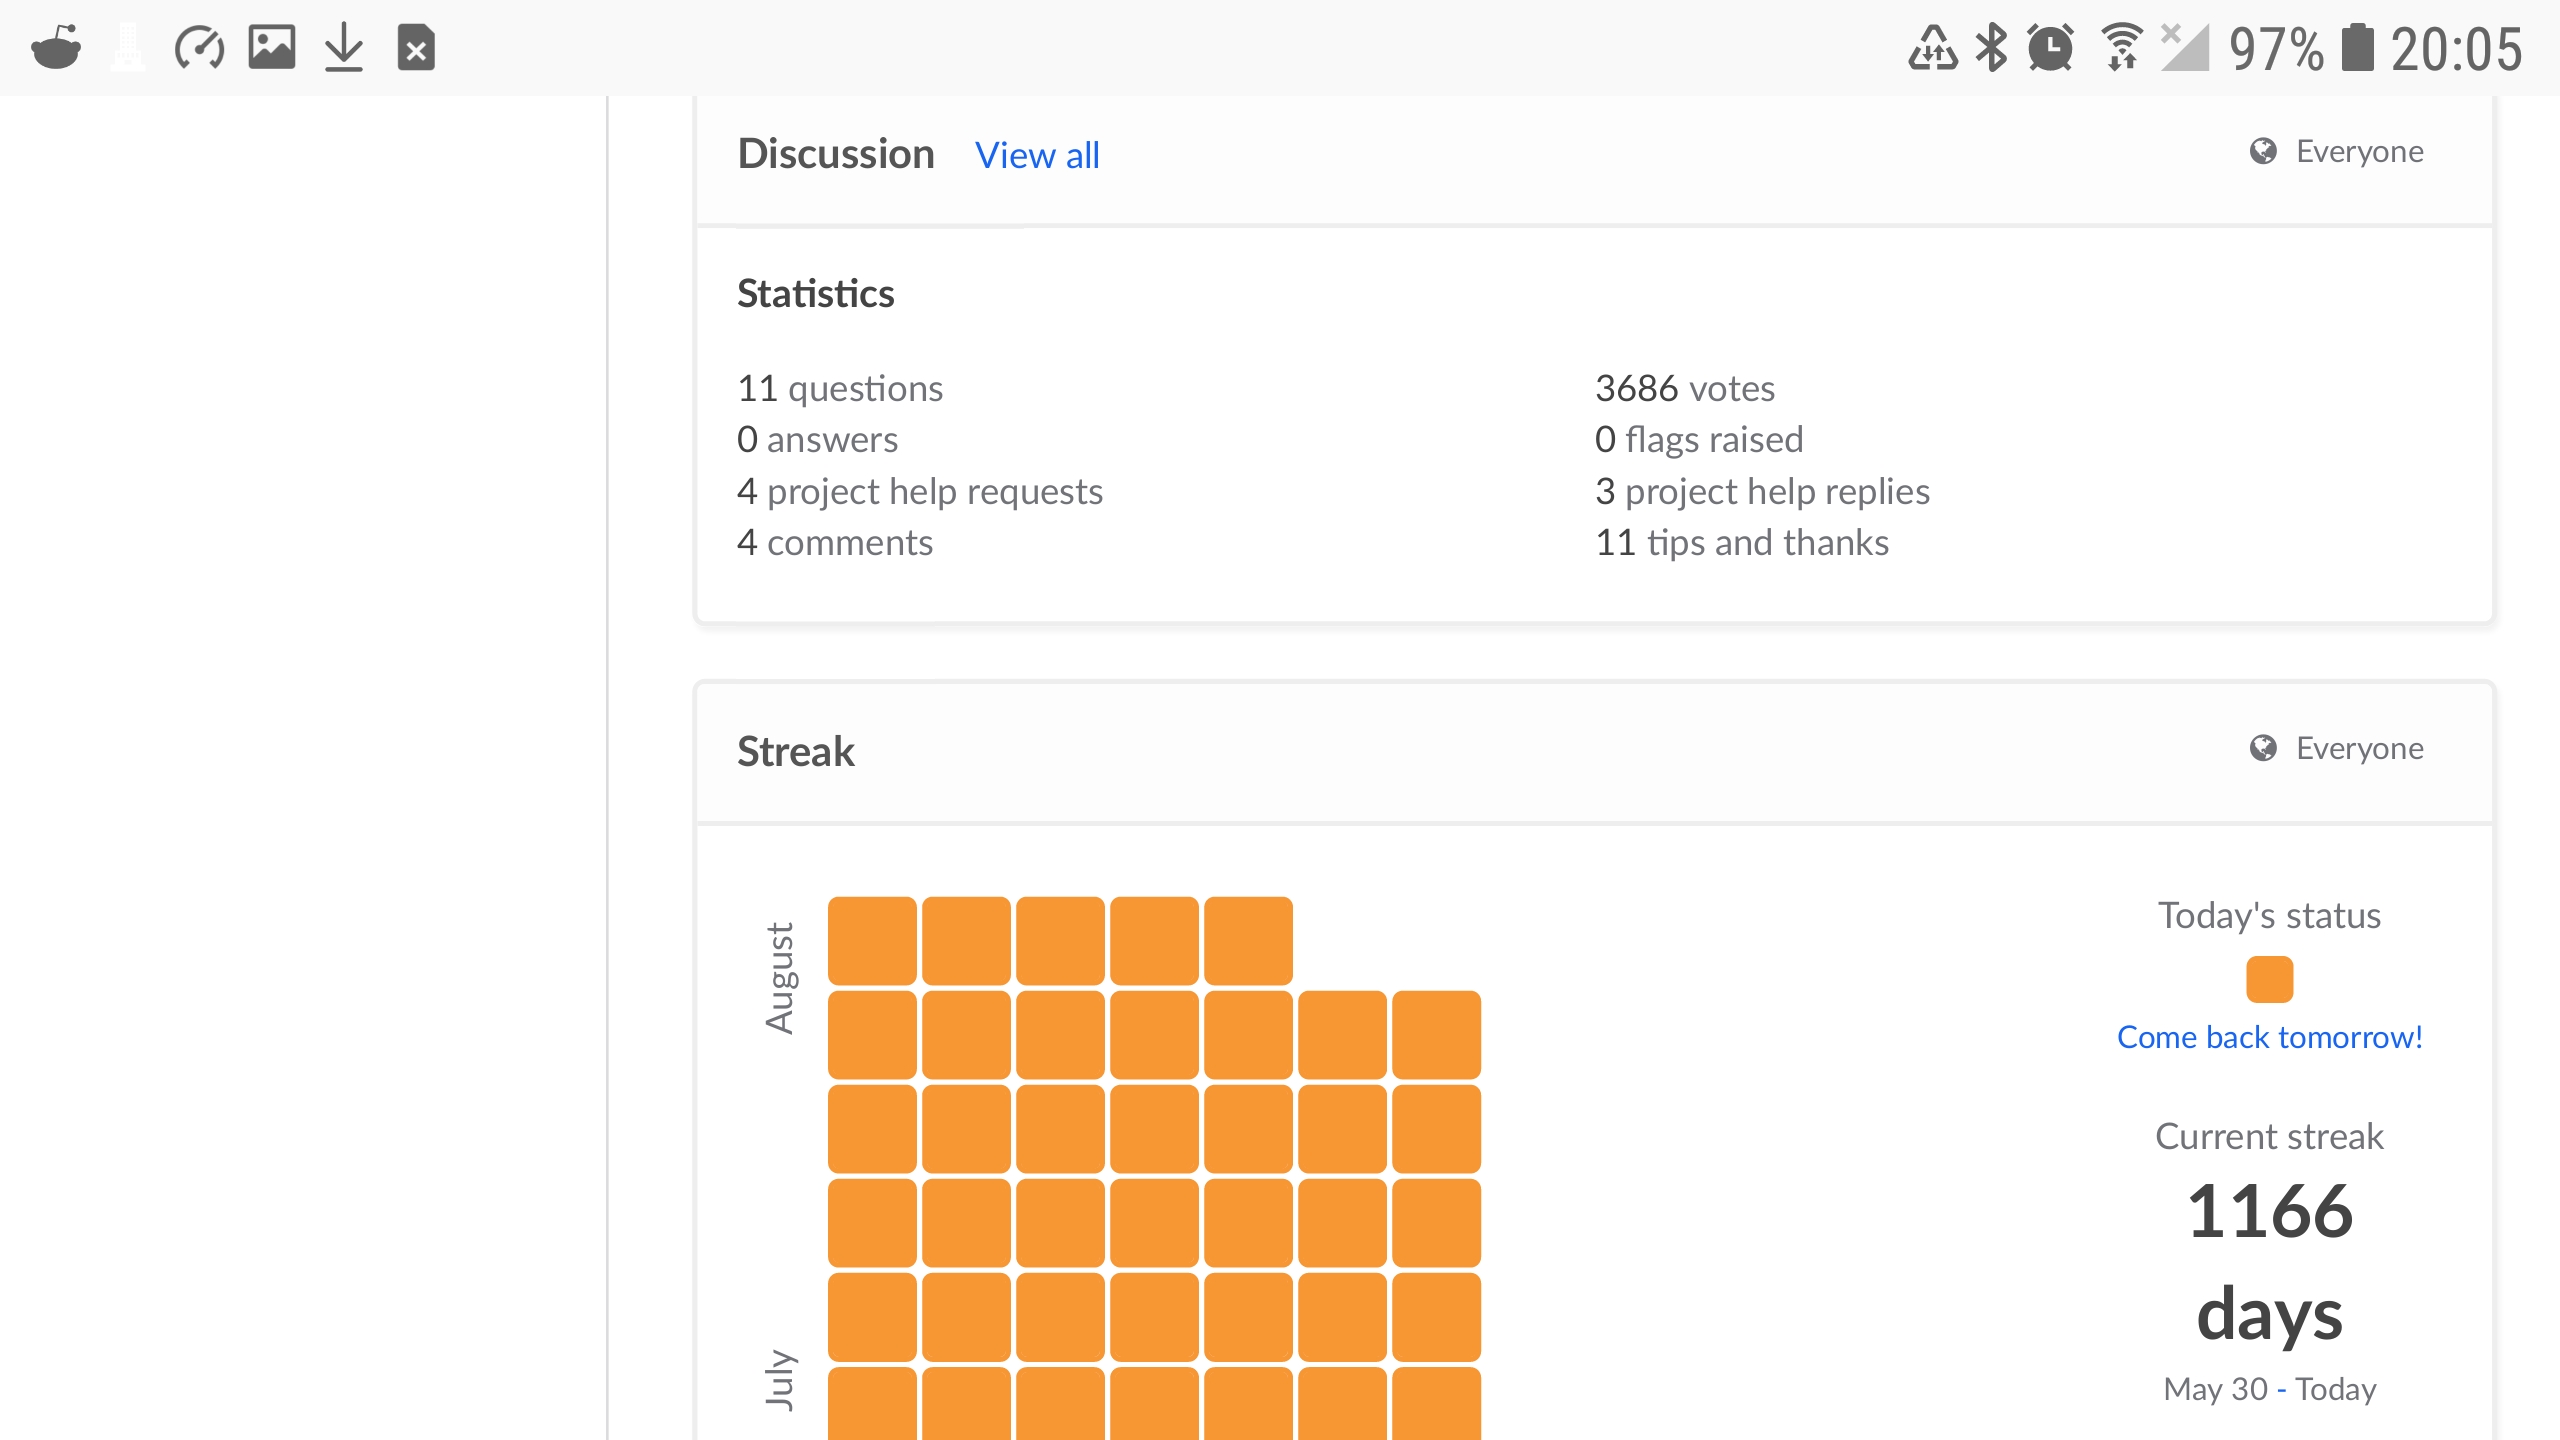 97% 20:05
Discussion View all Everyone
Statistics
11 questions
0 answers
4 project help requests
4 comments
3686 votes
0 flags raised
3 project help replies
11 tips and thanks
Streak Everyone
August
July
Today's status
Come back tomorrow!
Current streak
1166
days
May 30 - Today